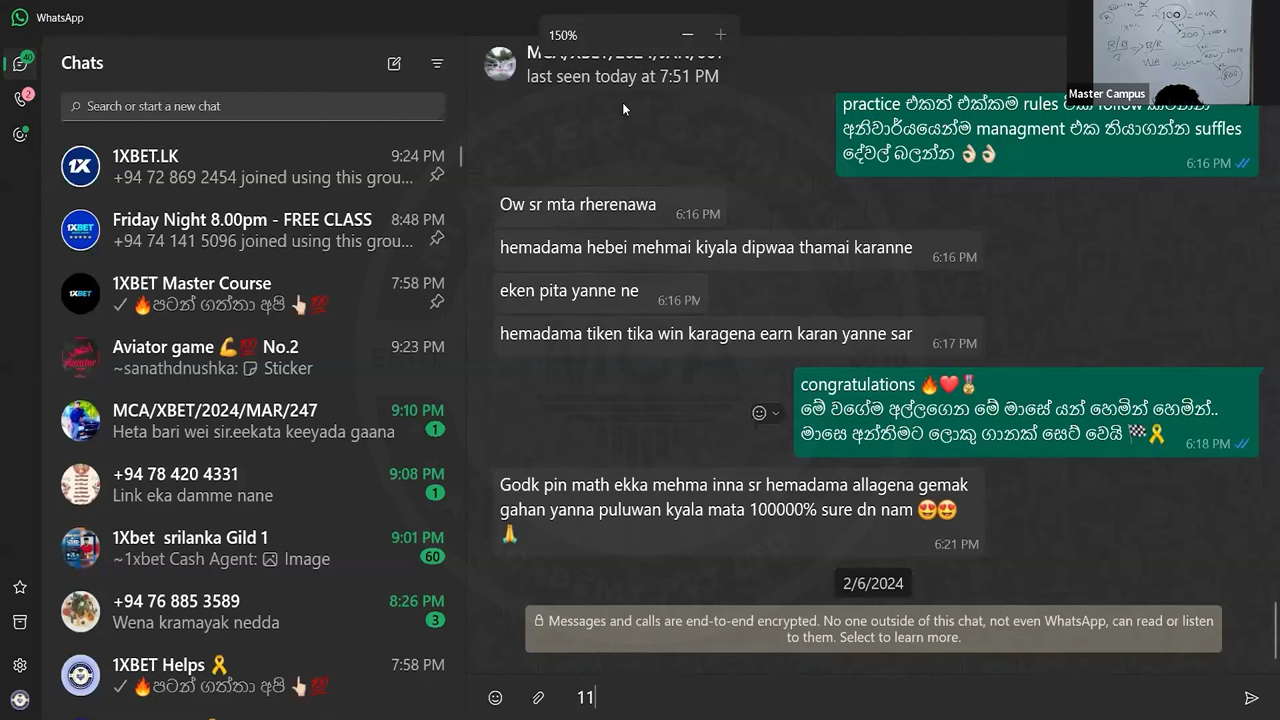 WhatsApp
150%
Chats
Search or start a new chat
40
2
1XBET.LK
9:24 PM
+94 72 869 2454 joined using this grou...
Friday Night 8.00pm - FREE CLASS
8:48 PM
+94 74 141 5096 joined using this grou...
1XBET Master Course
7:58 PM
✓ 🔥පටන් ගත්තා අපි 👆🏻💯
Aviator game 💪💯 No.2
9:23 PM
~sanathdnushka: Sticker
MCA/XBET/2024/MAR/247
9:10 PM
Heta bari wei sir.eekata keeyada gaana
1
+94 78 420 4331
9:08 PM
Link eka damme nane
1
1Xbet srilanka Gild 1
9:01 PM
~1xbet Cash Agent: Image
60
+94 76 885 3589
8:26 PM
Wena kramayak nedda
3
1XBET Helps 🎗️
7:58 PM
✓ 🔥පටන් ගත්තා අපි 👆🏻💯
last seen today at 7:51 PM
Master Campus
100
200
practice එකත් එක්කම rules
අනිවාර්යයෙන්ම managment එක තියාගන්න suffles
දේවල් බලන්න 👌🏻👌🏻
6:16 PM
Ow sr mta rherenawa
6:16 PM
hemadama hebei mehmai kiyala dipwaa thamai karanne
6:16 PM
eken pita yanne ne
6:16 PM
hemadama tiken tika win karagena earn karan yanne sar
6:17 PM
congratulations 🔥❤️🎖️
මේ වගේම අල්ලගෙන මේ මාසේ යන් හෙමින් හෙමින්..
මාසෙ අන්තිමට ලොකු ගානක් සෙට් වෙයි 🏁🎗️
6:18 PM
Godk pin math ekka mehma inna sr hemadama allagena gemak
gahan yanna puluwan kyala mata 100000% sure dn nam 😍😍
🙏
6:21 PM
2/6/2024
Messages and calls are end-to-end encrypted. No one outside of this chat, not even WhatsApp, can read or listen
to them. Select to learn more.
11